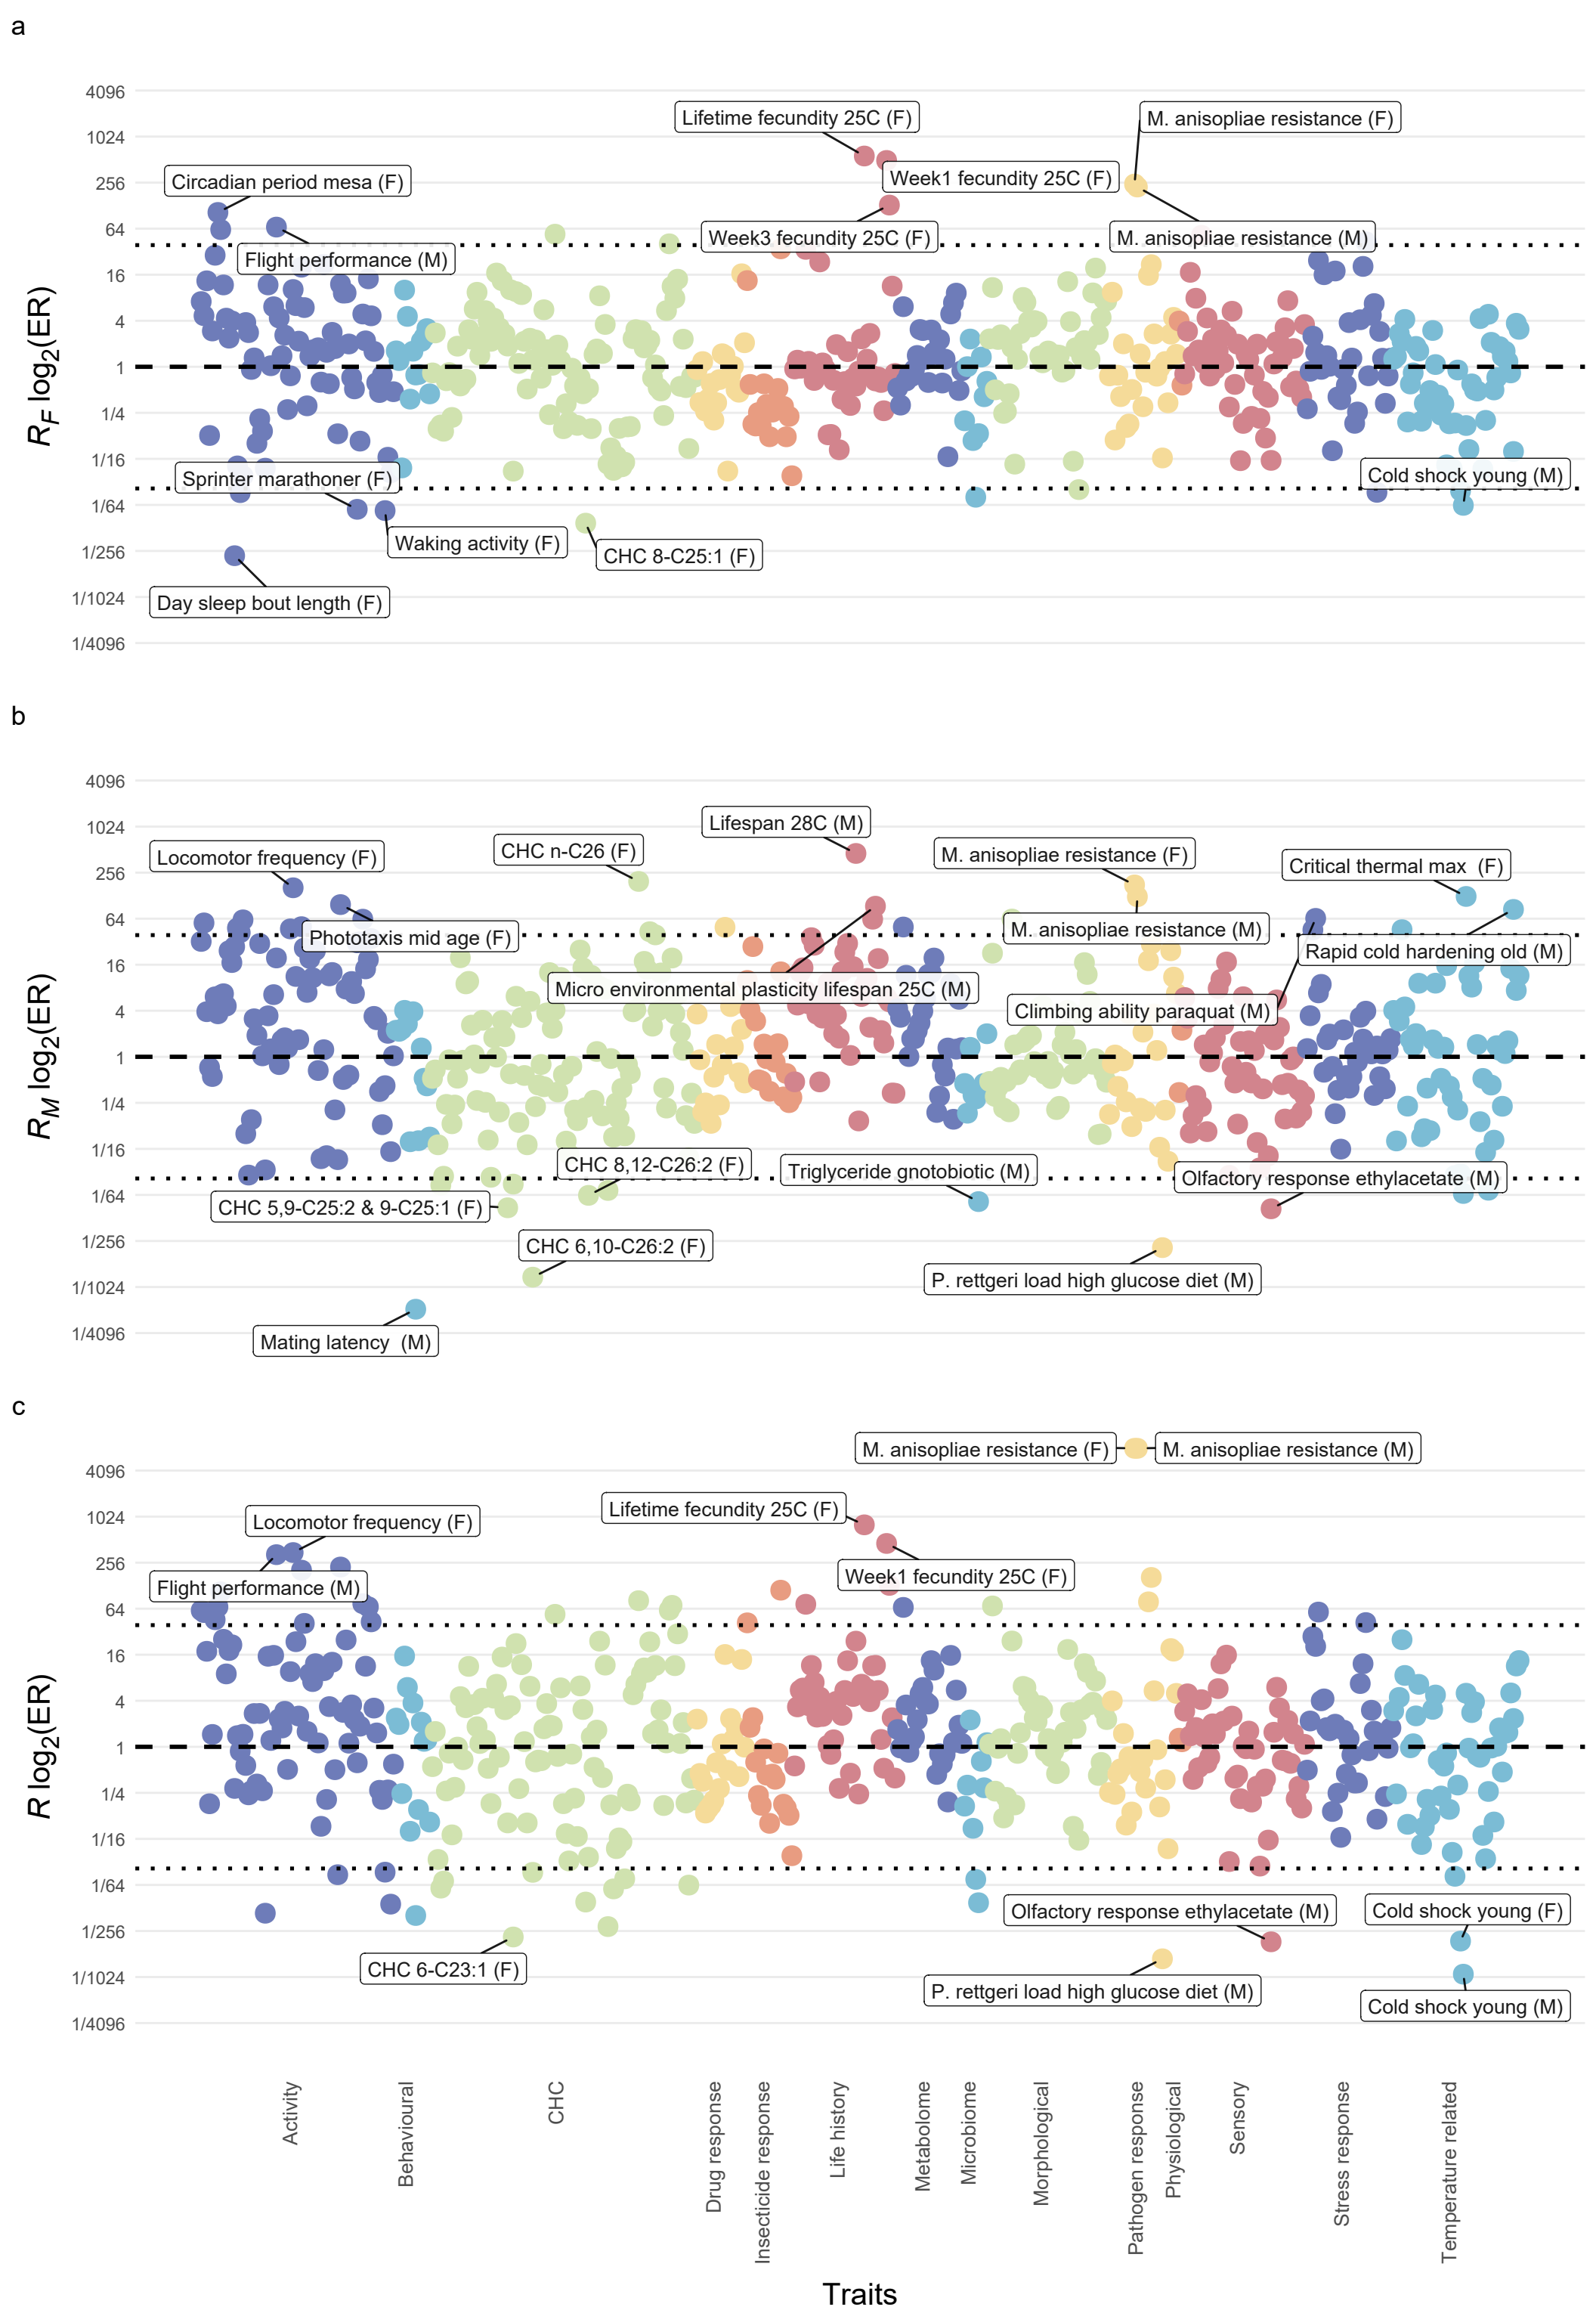 a
4096
1024
256
64
16
4
1
1/4
1/16
1/64
1/256
1/1024
1/4096
R_F log2(ER)
Lifetime fecundity 25C (F)
M. anisopliae resistance (F)
Circadian period mesa (F)
Week1 fecundity 25C (F)
Week3 fecundity 25C (F)
M. anisopliae resistance (M)
Flight performance (M)
Sprinter marathoner (F)
Cold shock young (M)
Waking activity (F)
CHC 8-C25:1 (F)
Day sleep bout length (F)
b
4096
1024
256
64
16
4
1
1/4
1/16
1/64
1/256
1/1024
1/4096
R_M log2(ER)
Lifespan 28C (M)
Locomotor frequency (F)
CHC n-C26 (F)
M. anisopliae resistance (F)
Critical thermal max (F)
Phototaxis mid age (F)
M. anisopliae resistance (M)
Rapid cold hardening old (M)
Micro environmental plasticity lifespan 25C (M)
Climbing ability paraquat (M)
CHC 8,12-C26:2 (F)
Triglyceride gnotobiotic (M)
Olfactory response ethylacetate (M)
CHC 5,9-C25:2 & 9-C25:1 (F)
CHC 6,10-C26:2 (F)
P. rettgeri load high glucose diet (M)
Mating latency (M)
c
4096
1024
256
64
16
4
1
1/4
1/16
1/64
1/256
1/1024
1/4096
R log2(ER)
M. anisopliae resistance (F)
M. anisopliae resistance (M)
Locomotor frequency (F)
Lifetime fecundity 25C (F)
Flight performance (M)
Week1 fecundity 25C (F)
Olfactory response ethylacetate (M)
Cold shock young (F)
CHC 6-C23:1 (F)
P. rettgeri load high glucose diet (M)
Cold shock young (M)
Activity
Behavioural
CHC
Drug response
Insecticide response
Life history
Metabolome
Microbiome
Morphological
Pathogen response
Physiological
Sensory
Stress response
Temperature related
Traits